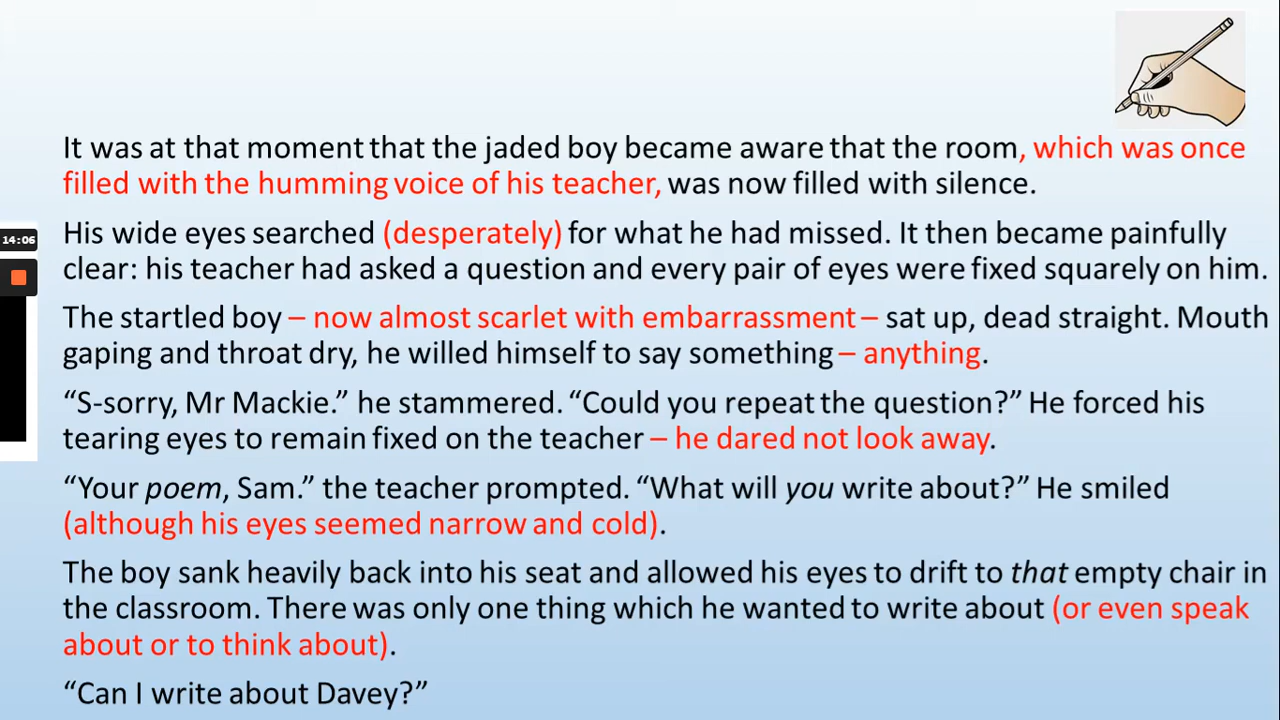 It was at that moment that the jaded boy became aware that the room, which was once
filled with the humming voice of his teacher, was now filled with silence.
His wide eyes searched (desperately) for what he had missed. It then became painfully
clear: his teacher had asked a question and every pair of eyes were fixed squarely on him.
14:06
The startled boy – now almost scarlet with embarrassment – sat up, dead straight. Mouth
gaping and throat dry, he willed himself to say something – anything.
“S-sorry, Mr Mackie.” he stammered. “Could you repeat the question?” He forced his
tearing eyes to remain fixed on the teacher – he dared not look away.
“Your poem, Sam.” the teacher prompted. “What will you write about?” He smiled
(although his eyes seemed narrow and cold).
The boy sank heavily back into his seat and allowed his eyes to drift to that empty chair in
the classroom. There was only one thing which he wanted to write about (or even speak
about or to think about).
“Can I write about Davey?”